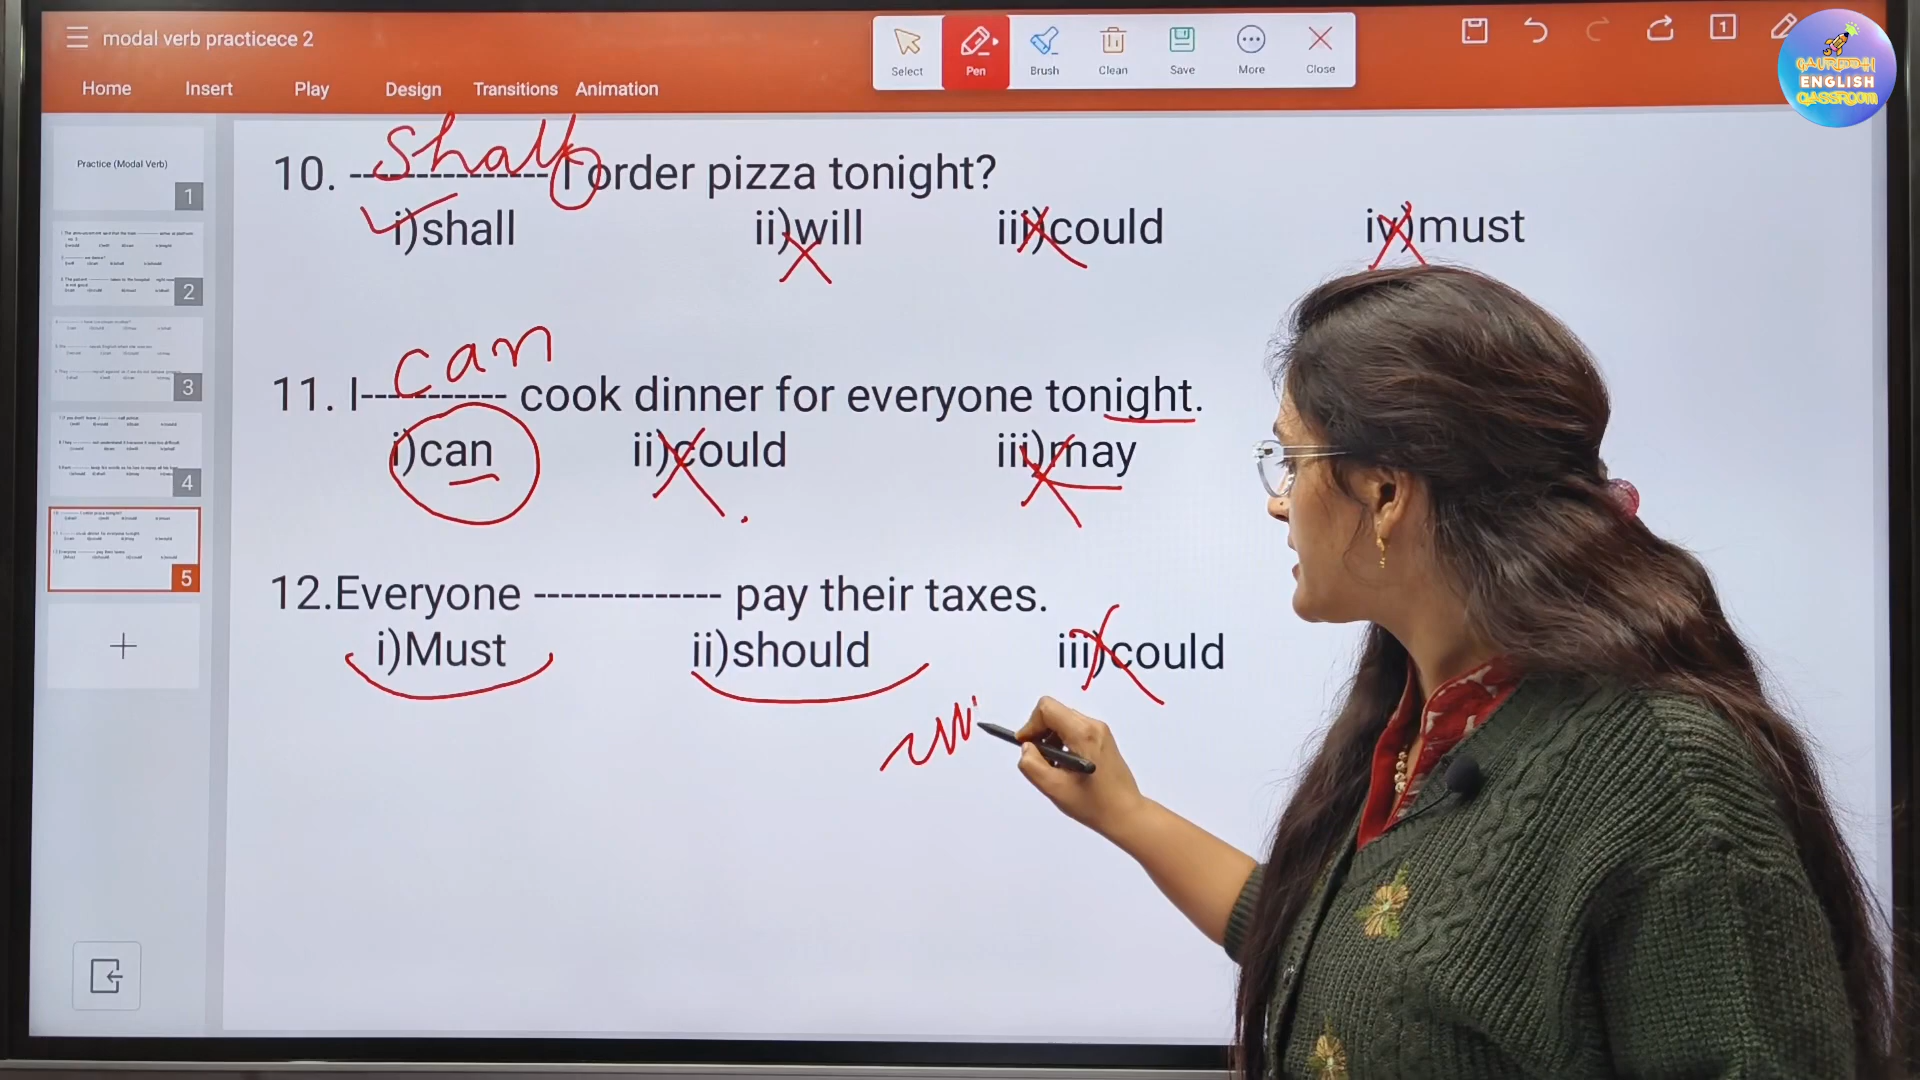 modal verb practicece 2
Select
Pen
Brush
Clean
Save
More
Close
1
Home
Insert
Play
Design
Transitions
Animation
ENGLISH
Practice (Modal Verb)
1
2
3
4
5
shall
10. --------------- I order pizza tonight?
i)shall ii)will iii)could iv)must
can
11. I----------- cook dinner for everyone tonight.
i)can ii)could iii)may
12.Everyone -------------- pay their taxes.
i)Must ii)should iii)could